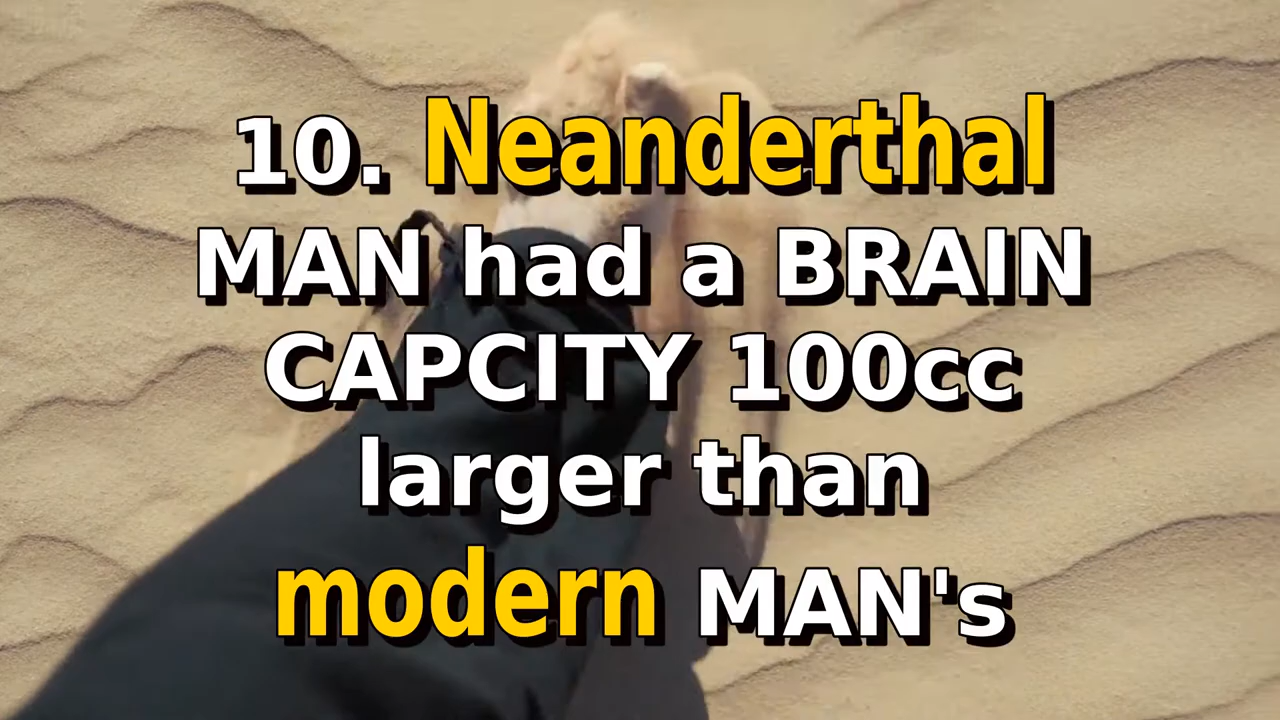 10. Neanderthal
MAN had a BRAIN
CAPCITY 100cc
larger than
modern MAN's